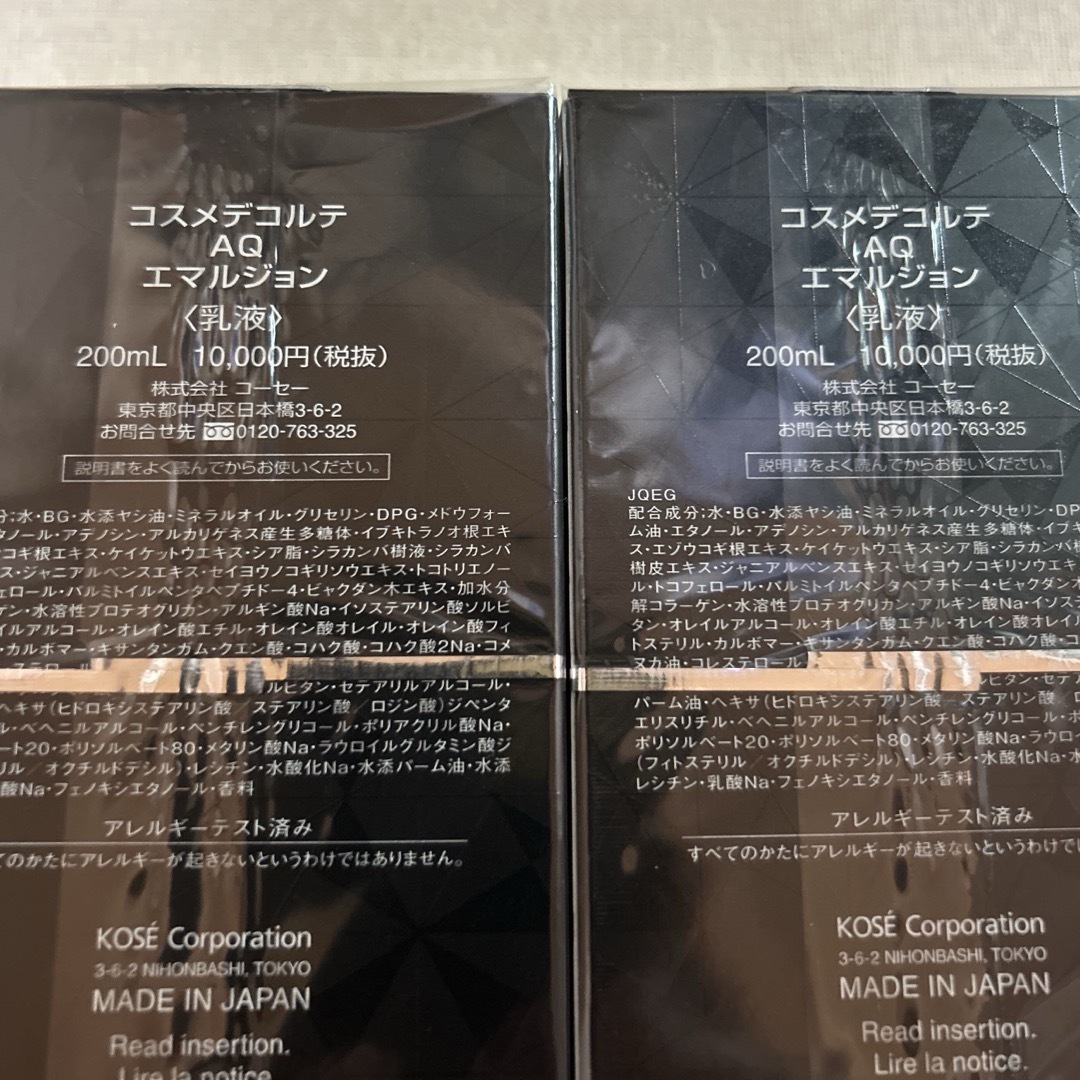 コスメデコルテ
AQ
エマルジョン
〈乳液〉
200mL 10,000円(税抜)
株式会社 コーセー
東京都中央区日本橋3-6-2
お問合せ先 0120-763-325
説明書をよく読んでからお使いください。
分:水・BG・水添ヤシ油・ミネラルオイル・グリセリン・DPG・メドウフォー
タノール・アデノシン・アルカリゲネス産生多糖体・イブキトラノオ根エキ
ウコギ根エキス・ケイケットウエキス・シア脂・シラカンバ樹液・シラカンバ
ス・ジャニアルベンスエキス・セイヨウノコギリソウエキス・トコトリエノー
フェロール・パルミトイルペンタペプチド-4・ビャクダン木エキス・加水分
ゲン・水溶性プロテオグリカン・アルギン酸Na・イソステアリン酸ソルビ
イルアルコール・オレイン酸エチル・オレイン酸オレイル・オレイン酸フィ
・カルボマー・キサンタンガム・クエン酸・コハク酸・コハク酸2Na・コメ
ステロール
ルビタン・セテアリルアルコール・
ヘキサ(ヒドロキシステアリン酸/ステアリン酸/ロジン酸)ジペンタ
ル・ベヘニルアルコール・ペンチレングリコール・ポリアクリル酸Na・
ート20・ポリソルベート80・メタリン酸Na・ラウロイルグルタミン酸ジ
リル/オクチルドデシル)・レシチン・水酸化Na・水添パーム油・水添
酸Na・フェノキシエタノール・香料
アレルギーテスト済み
てのかたにアレルギーが起きないというわけではありません。
KOSÉ Corporation
3-6-2 NIHONBASHI, TOKYO
MADE IN JAPAN
Read insertion.
Lire la notice.
コスメデコルテ
AQ
エマルジョン
〈乳液〉
200mL 10,000円(税抜)
株式会社 コーセー
東京都中央区日本橋3-6-2
お問合せ先 0120-763-325
説明書をよく読んでからお使いください。
JQEG
配合成分:水・BG・水添ヤシ油・ミネラルオイル・グリセリン・DPG
ム油・エタノール・アデノシン・アルカリゲネス産生多糖体・イブキ
ス・エゾウコギ根エキス・ケイケットウエキス・シア脂・シラカンバ樹
樹皮エキス・ジャニアルベンスエキス・セイヨウノコギリソウエキス
ール・トコフェロール・パルミトイルペンタペプチド-4・ビャクダン木
解コラーゲン・水溶性プロテオグリカン・アルギン酸Na・イソステ
タン・オレイルアルコール・オレイン酸エチル・オレイン酸オレイル
トステリル・カルボマー・キサンタンガム・クエン酸・コハク酸・コ
ヌカ油・コレステロール
ルビタン・セテア
パーム油・ヘキサ(ヒドロキシステアリン酸/ステアリン酸/ロ
エリスリチル・ベヘニルアルコール・ペンチレングリコール・ポ
ポリソルベート20・ポリソルベート80・メタリン酸Na・ラウロイ
(フィトステリル/オクチルドデシル)・レシチン・水酸化Na・水
レシチン・乳酸Na・フェノキシエタノール・香料
アレルギーテスト済み
すべてのかたにアレルギーが起きないというわけで
KOSÉ Corporation
3-6-2 NIHONBASHI, TOKYO
MADE IN JAPAN
Read insertion.
Lire la notice.